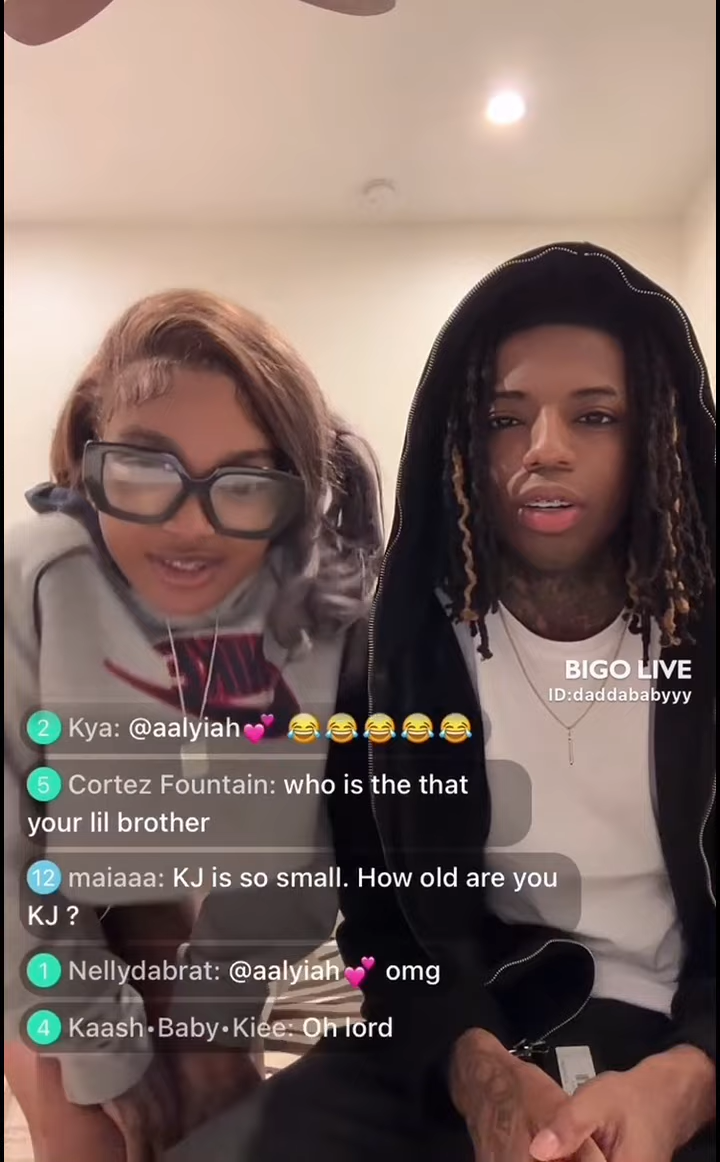 NIKE
BIGO LIVE
ID:daddababyyy
2 Kya: @aalyiah💕 😂😂😂😂😂
5 Cortez Fountain: who is the that
your lil brother
12 maiaaa: KJ is so small. How old are you
KJ ?
1 Nellydabrat: @aalyiah💕 omg
4 Kaash•Baby•Kiee: Oh lord